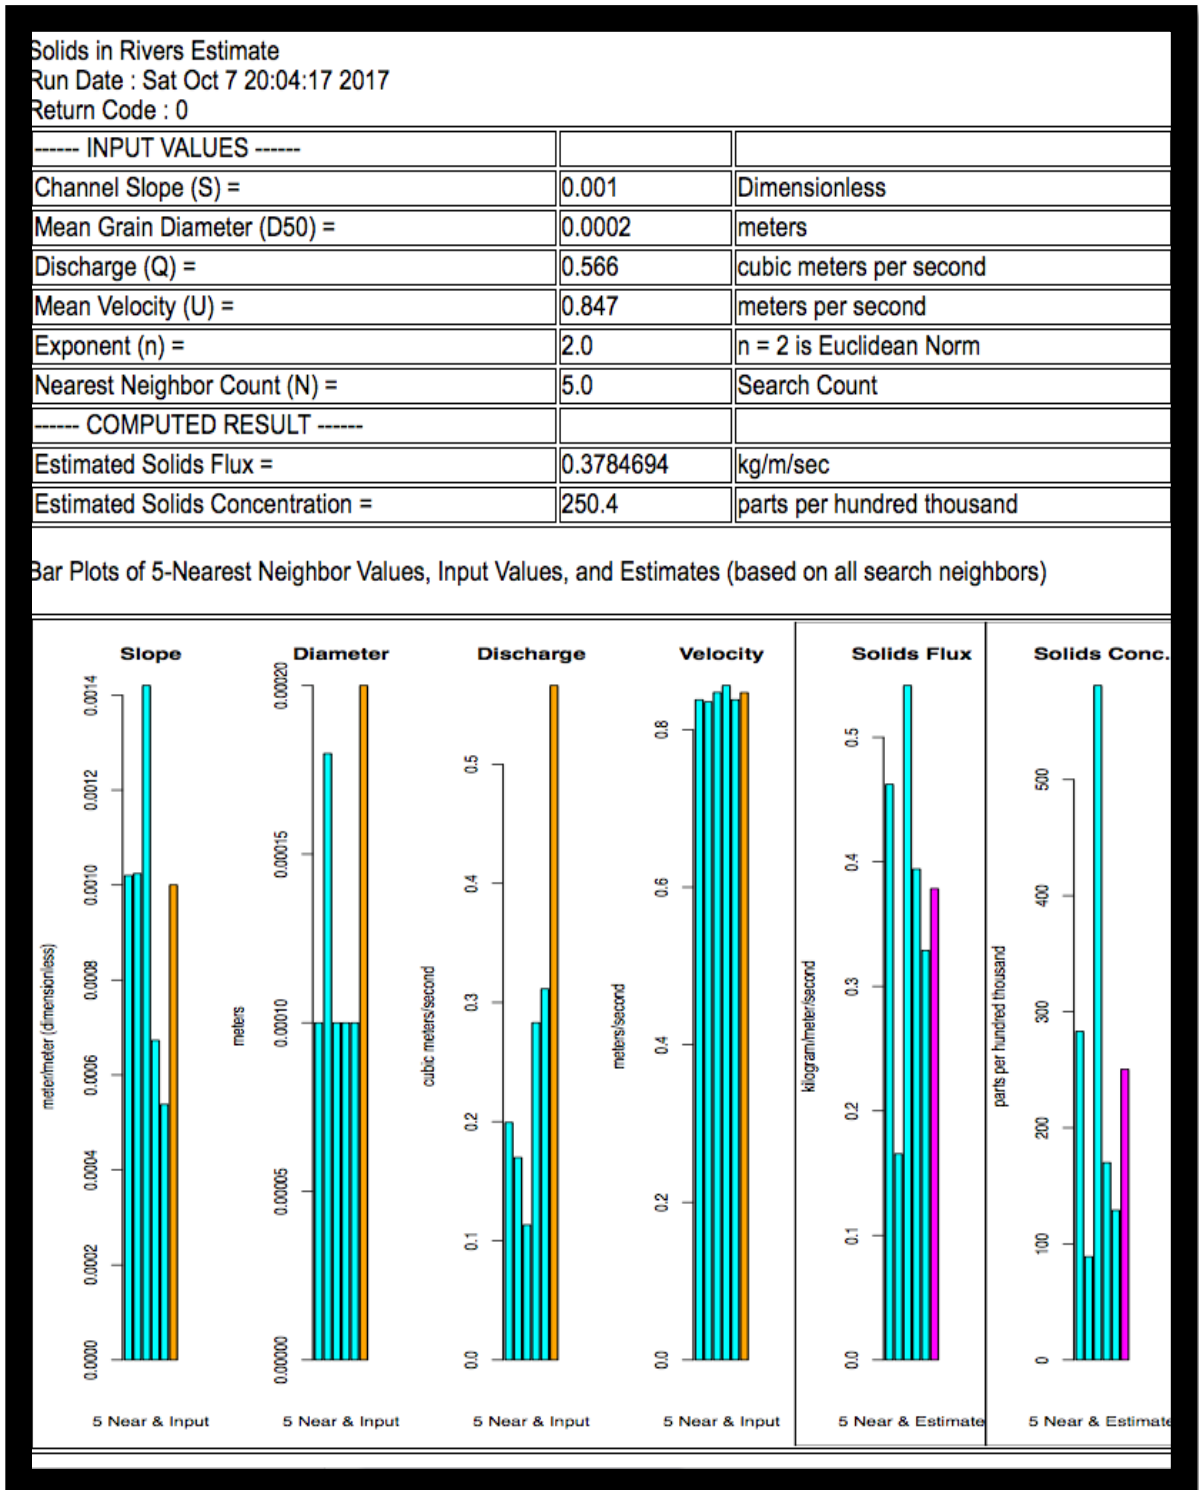 Solids in Rivers Estimate
Run Date : Sat Oct 7 20:04:17 2017
Return Code : 0
------ INPUT VALUES ------
Channel Slope (S) = 0.001 Dimensionless
Mean Grain Diameter (D50) = 0.0002 meters
Discharge (Q) = 0.566 cubic meters per second
Mean Velocity (U) = 0.847 meters per second
Exponent (n) = 2.0 n = 2 is Euclidean Norm
Nearest Neighbor Count (N) = 5.0 Search Count
------ COMPUTED RESULT ------
Estimated Solids Flux = 0.3784694 kg/m/sec
Estimated Solids Concentration = 250.4 parts per hundred thousand
Bar Plots of 5-Nearest Neighbor Values, Input Values, and Estimates (based on all search neighbors)
Slope
meter/meter (dimensionless)
0.0000 0.0002 0.0004 0.0006 0.0008 0.0010 0.0012 0.0014
5 Near & Input
Diameter
meters
0.00000 0.00005 0.00010 0.00015 0.00020
5 Near & Input
Discharge
cubic meters/second
0.0 0.1 0.2 0.3 0.4 0.5
5 Near & Input
Velocity
meters/second
0.0 0.2 0.4 0.6 0.8
5 Near & Input
Solids Flux
kilogram/meter/second
0.0 0.1 0.2 0.3 0.4 0.5
5 Near & Estimate
Solids Conc.
parts per hundred thousand
0 100 200 300 400 500
5 Near & Estimate